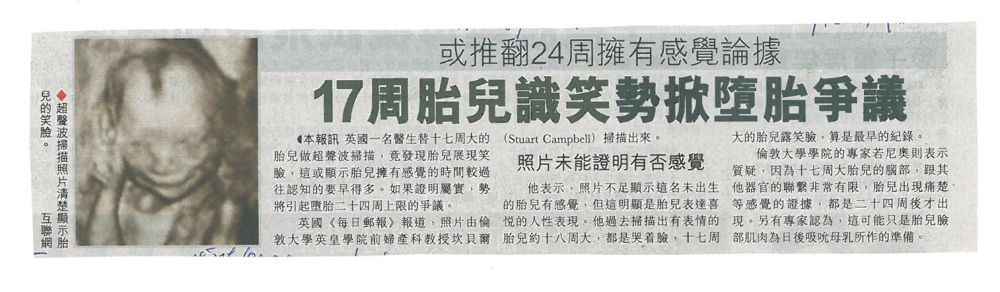 或推翻24周擁有感覺論據
17周胎兒識笑勢掀墮胎爭議
◆超聲波掃描照片清楚顯示胎
兒的笑臉。 互聯網
◖本報訊 英國一名醫生替十七周大的
胎兒做超聲波掃描，竟發現胎兒展現笑
臉，這或顯示胎兒擁有感覺的時間較過
往認知的要早得多。如果證明屬實，勢
將引起墮胎二十四周上限的爭議。
英國《每日郵報》報道，照片由倫
敦大學英皇學院前婦產科教授坎貝爾
（Stuart Campbell）掃描出來。
照片未能證明有否感覺
他表示，照片不足顯示這名未出生
的胎兒有感覺，但這明顯是胎兒表達喜
悅的人性表現。他過去掃描出有表情的
胎兒約十八周大，都是哭着臉，十七周
大的胎兒露笑臉，算是最早的紀錄。
倫敦大學學院的專家若尼奧則表示
質疑，因為十七周大胎兒的腦部，跟其
他器官的聯繫非常有限，胎兒出現痛楚
等感覺的證據，都是二十四周後才出
現。另有專家認為，這可能只是胎兒臉
部肌肉為日後吸吮母乳所作的準備。